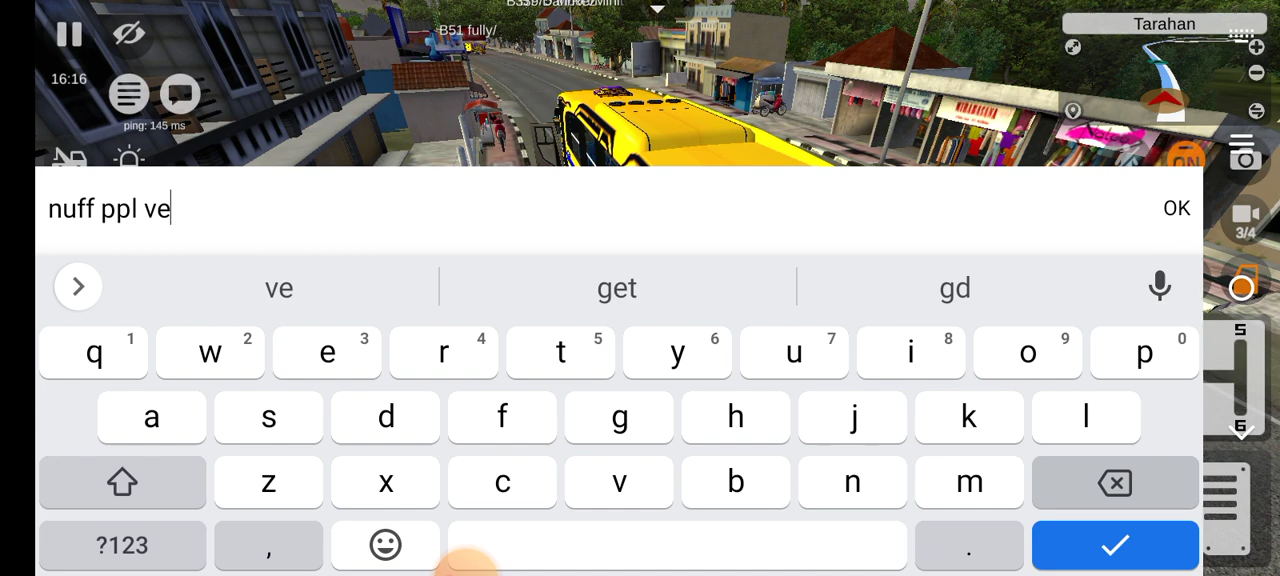 Tarahan
B51 fully/
16:16
ping: 145 ms
ON
nuff ppl ve
OK
3/4
ve get gd
q 1 w 2 e 3 r 4 t 5 y 6 u 7 i 8 o 9 p 0
5
a s d f g h j k l
6
z x c v b n m
?123 , .